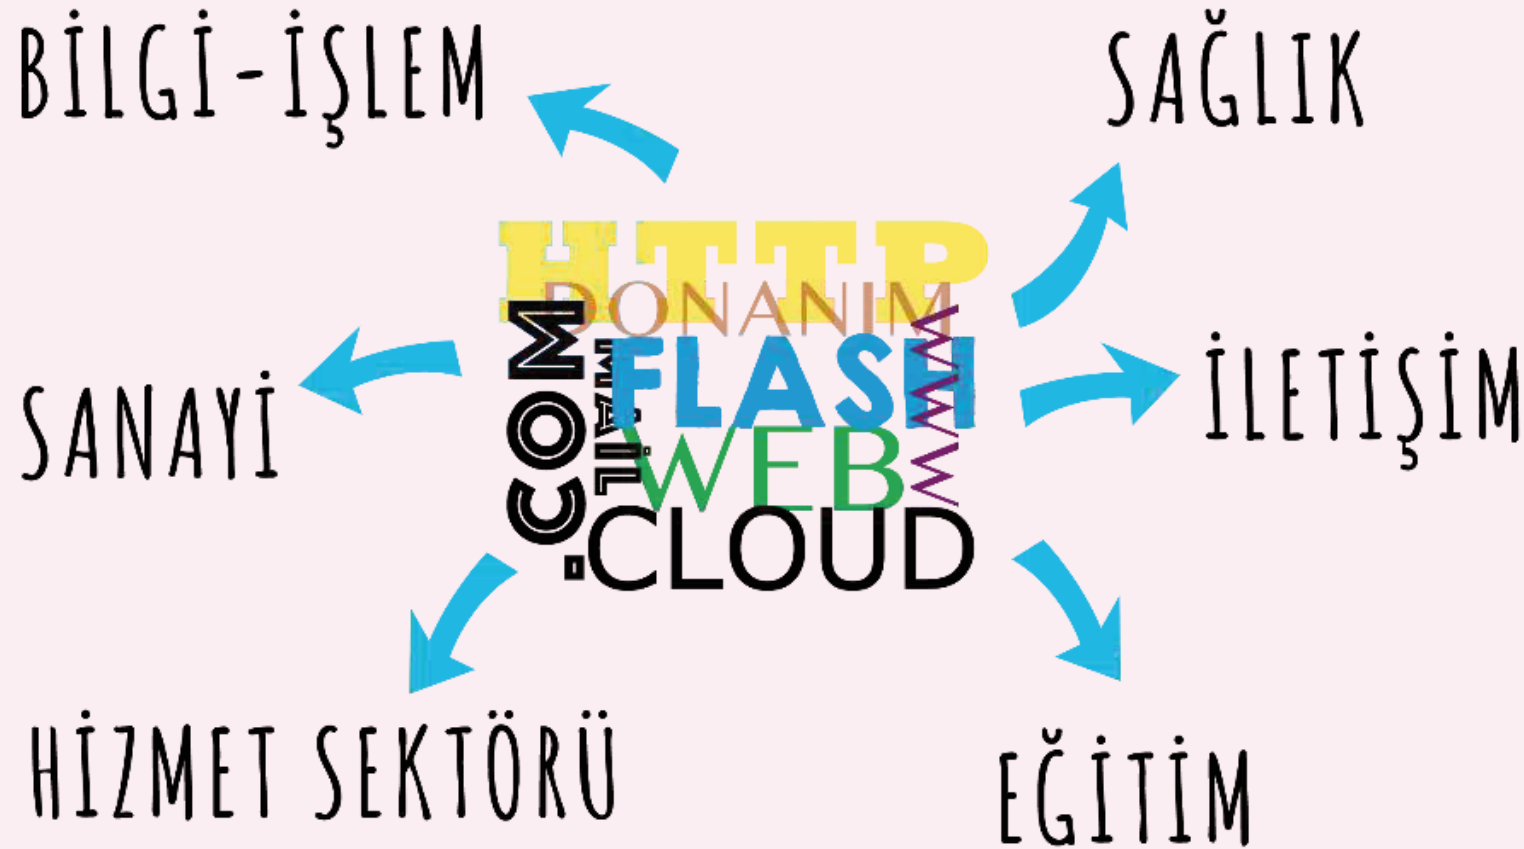 BİLGİ-İŞLEM
SAĞLIK
HTTP
DONANIM
.COM
MAİL
FLASH
WWW
WEB
CLOUD
SANAYİ
İLETİŞİM
HİZMET SEKTÖRÜ
EĞİTİM